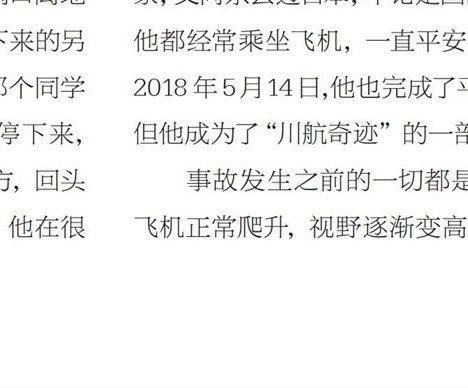 下来的另
个同学
停下来，
方，回头
他在很
他都经常乘坐飞机，一直平安
2018 年 5 月 14 日，他也完成了
但他成为了“川航奇迹”的一部
事故发生之前的一切都是
飞机正常爬升，视野逐渐变高